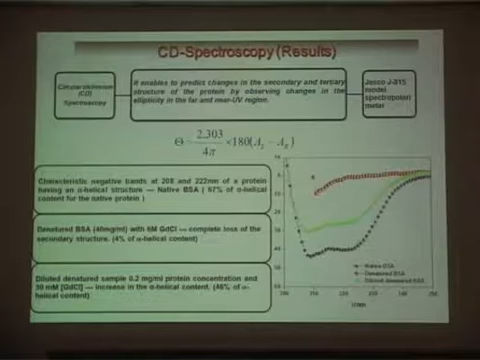 CD-Spectroscopy (Results)
Circular dichroism
(CD)
Spectroscopy
It enables to predict changes in the secondary and tertiary
structure of the protein by observing changes in the
ellipticity in the far and near-UV region.
Jasco J-815
model
spectropolari
meter
Θ = 2.303/4π ×180(A_L − A_R)
Characteristic negative bands at 208 and 222nm of a protein
having an α-helical structure — Native BSA ( 67% of α-helical
content for the native protein )
Denatured BSA (40mg/ml) with 6M GdCl — complete loss of the
secondary structure. (4% of α-helical content)
Diluted denatured sample 0.2 mg/ml protein concentration and
30 mM [GdCl] — increase in the α-helical content. (46% of α-
helical content)
Native BSA
Denatured BSA
Diluted denatured BSA